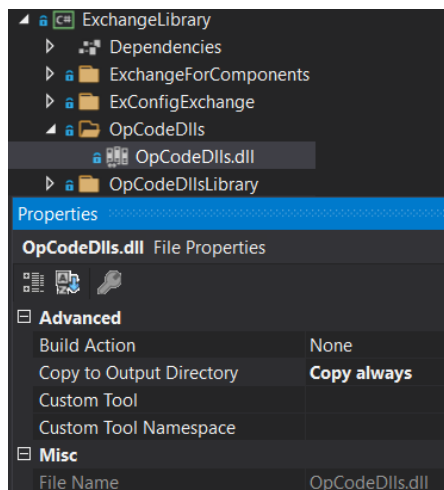 C# ExchangeLibrary
Dependencies
ExchangeForComponents
ExConfigExchange
OpCodeDlls
OpCodeDlls.dll
OpCodeDllsLibrary
Properties
OpCodeDlls.dll File Properties
Advanced
Build Action None
Copy to Output Directory Copy always
Custom Tool
Custom Tool Namespace
Misc
File Name OpCodeDlls.dll